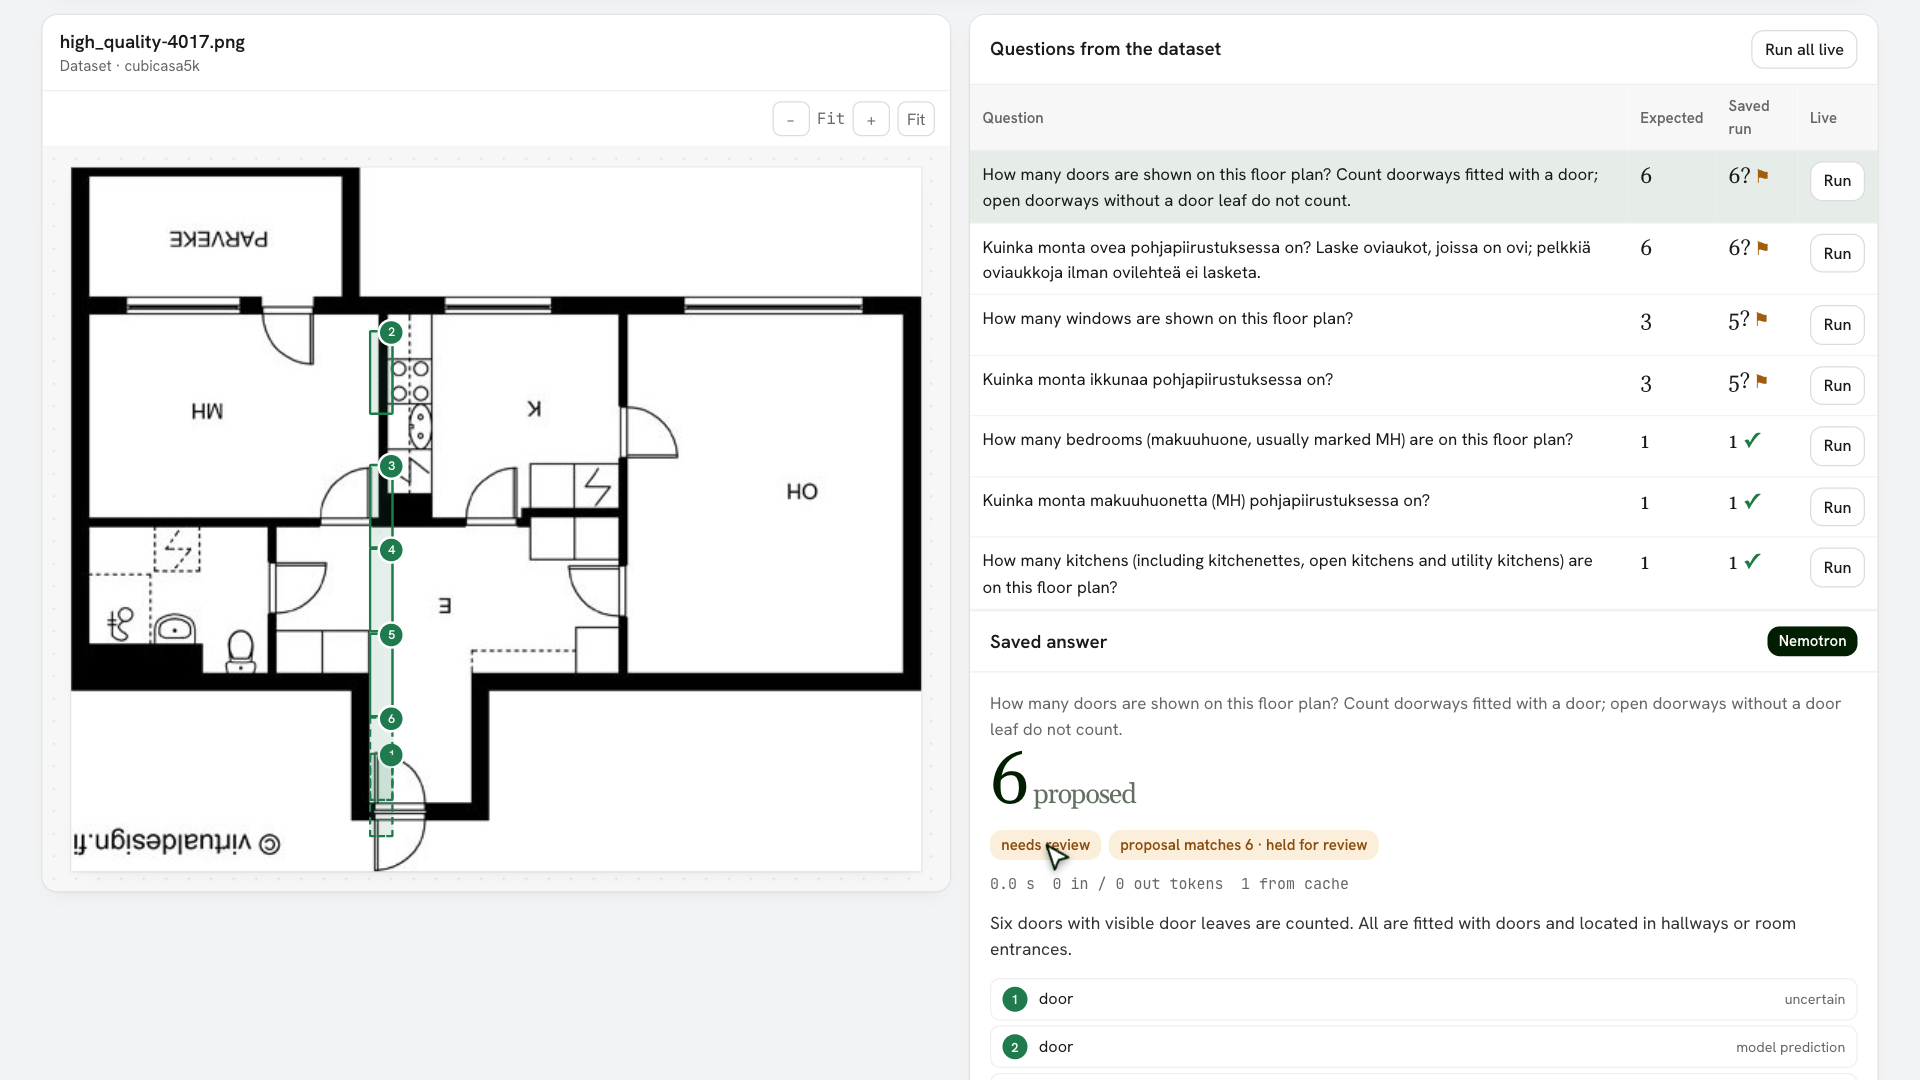 high_quality-4017.png
Dataset · cubicasa5k
–
Fit
+
Fit
PARVEKE
MH
K
OH
E
2
3
4
5
6
1
© virtualdesign.fi
Questions from the dataset
Run all live
Question
Expected
Saved run
Live
How many doors are shown on this floor plan? Count doorways fitted with a door;
open doorways without a door leaf do not count.
6
6?
Run
Kuinka monta ovea pohjapiirustuksessa on? Laske oviaukot, joissa on ovi; pelkkiä
oviaukkoja ilman ovilehteä ei lasketa.
6
6?
Run
How many windows are shown on this floor plan?
3
5?
Run
Kuinka monta ikkunaa pohjapiirustuksessa on?
3
5?
Run
How many bedrooms (makuuhuone, usually marked MH) are on this floor plan?
1
1 ✓
Run
Kuinka monta makuuhuonetta (MH) pohjapiirustuksessa on?
1
1 ✓
Run
How many kitchens (including kitchenettes, open kitchens and utility kitchens) are
on this floor plan?
1
1 ✓
Run
Saved answer
Nemotron
How many doors are shown on this floor plan? Count doorways fitted with a door; open doorways without a door
leaf do not count.
6 proposed
needs review
proposal matches 6 · held for review
0.0 s 0 in / 0 out tokens 1 from cache
Six doors with visible door leaves are counted. All are fitted with doors and located in hallways or room
entrances.
1 door
uncertain
2 door
model prediction